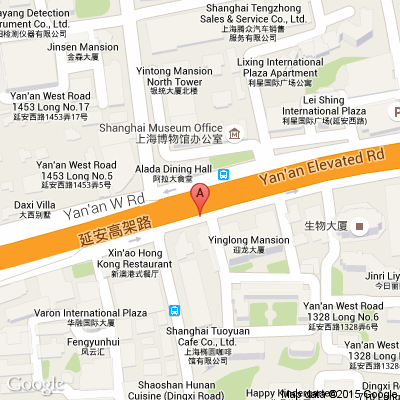 ayang Detection
trument Co., Ltd.
阳检测仪器有限公司
Shanghai Tengzhong
Sales & Service Co., Ltd.
上海腾众汽车销售
服务有限公司
Jinsen Mansion
金森大厦
Yintong Mansion
North Tower
银统大厦北楼
Lixing International
Plaza Apartment
利星国际广场公寓
Yan'an West Road
1453 Long No.17
延安西路1453弄17号
Lei Shing
International Plaza
利星国际广场(延安西路)
P
Shanghai Museum Office
上海博物馆办公室
Yan'an West Road
1453 Long No.5
延安西路1453弄5号
Alada Dining Hall
阿拉大食堂
Yan'an Elevated Rd
Daxi Villa
大西别墅
Yan'an W Rd
A
延安高架路
生物大厦
Xin'ao Hong
Kong Restaurant
新澳港式餐厅
Yinglong Mansion
迎龙大厦
Jinri Liy
Yan'an West Road
1328 Long No.6
延安西路1328弄6号
Varon International Plaza
华融国际大厦
Fengyunhui
风云汇
Shanghai Tuoyuan
Cafe Co., Ltd.
上海椭圆咖啡
馆有限公司
Yan'an West Road
1328 Long No.5
延安西路1328弄5号
Shaoshan Hunan
Cuisine (Dingxi Road)
Happy Kindergarten
Google
Map data ©2015 Google